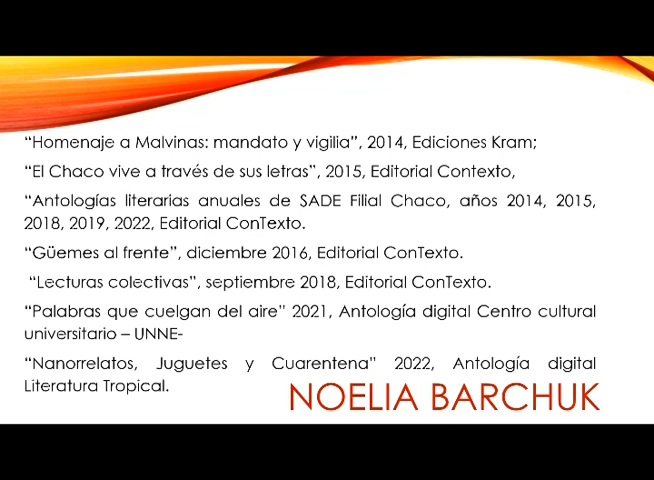 “Homenaje a Malvinas: mandato y vigilia”, 2014, Ediciones Kram;
“El Chaco vive a través de sus letras”, 2015, Editorial Contexto,
“Antologías literarias anuales de SADE Filial Chaco, años 2014, 2015,
2018, 2019, 2022, Editorial ConTexto.
“Güemes al frente”, diciembre 2016, Editorial ConTexto.
“Lecturas colectivas”, septiembre 2018, Editorial ConTexto.
“Palabras que cuelgan del aire” 2021, Antología digital Centro cultural
universitario – UNNE-
“Nanorrelatos, Juguetes y Cuarentena” 2022, Antología digital
Literatura Tropical.
NOELIA BARCHUK